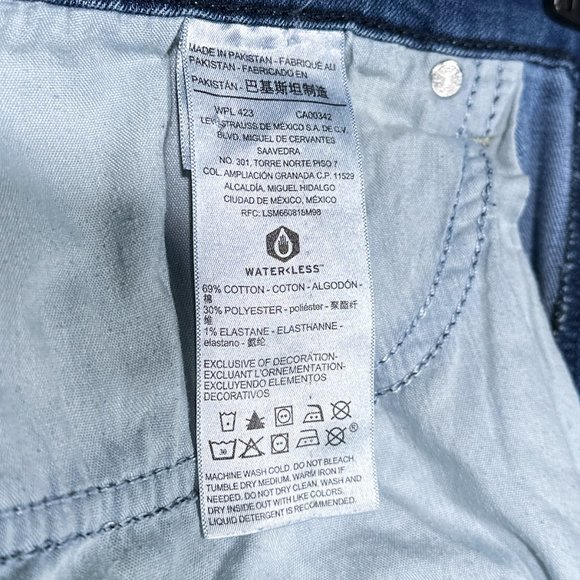 MADE IN PAKISTAN - FABRIQUÉ AU
PAKISTAN - FABRICADO EN
PAKISTÁN - 巴基斯坦制造
WPL 423 CA00342
LEVI STRAUSS DE MÉXICO S.A. DE C.V.
BLVD. MIGUEL DE CERVANTES
SAAVEDRA
NO. 301, TORRE NORTE PISO 7
COL. AMPLIACIÓN GRANADA C.P. 11529
ALCALDÍA, MIGUEL HIDALGO
CIUDAD DE MÉXICO, MÉXICO
RFC: LSM660815M98
WATER<LESS™
69% COTTON - COTON - ALGODÓN -
棉
30% POLYESTER - poliéster - 聚酯纤
维
1% ELASTANE - ELASTHANNE -
elastano - 氨纶
EXCLUSIVE OF DECORATION-
EXCLUANT L'ORNEMENTATION-
EXCLUYENDO ELEMENTOS
DECORATIVOS
30
®
MACHINE WASH COLD. DO NOT BLEACH.
TUMBLE DRY MEDIUM. WARM IRON IF
NEEDED. DO NOT DRY CLEAN. WASH AND
DRY INSIDE OUT WITH LIKE COLORS.
LIQUID DETERGENT IS RECOMMENDED.